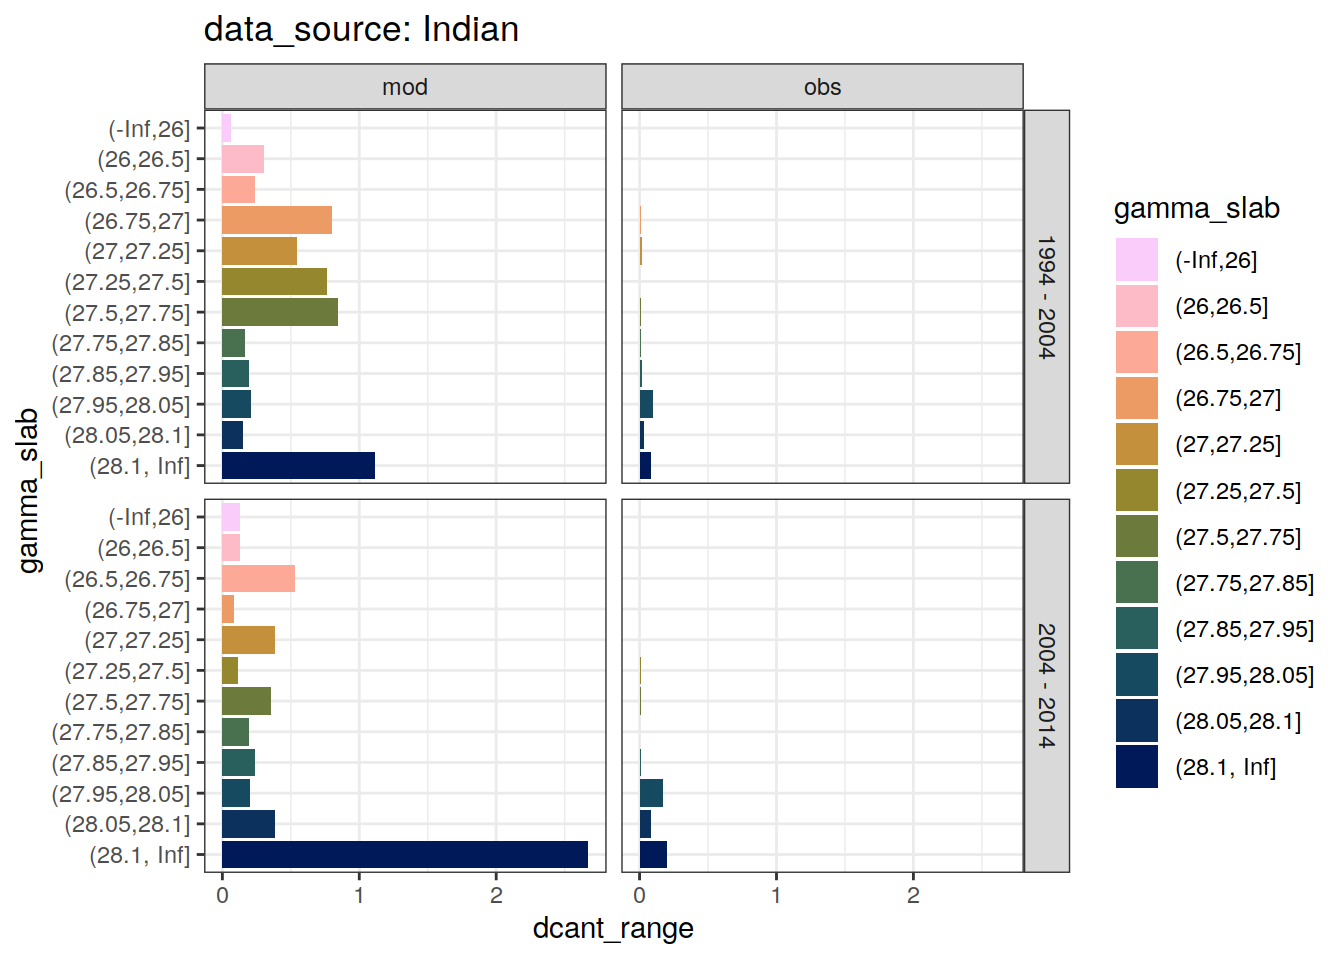 data_source: Indian
mod
obs
gamma_slab
(-Inf,26]
(26,26.5]
(26.5,26.75]
(26.75,27]
(27,27.25]
(27.25,27.5]
(27.5,27.75]
(27.75,27.85]
(27.85,27.95]
(27.95,28.05]
(28.05,28.1]
(28.1, Inf]
1994 - 2004
(-Inf,26]
(26,26.5]
(26.5,26.75]
(26.75,27]
(27,27.25]
(27.25,27.5]
(27.5,27.75]
(27.75,27.85]
(27.85,27.95]
(27.95,28.05]
(28.05,28.1]
(28.1, Inf]
2004 - 2014
0 1 2
0 1 2
dcant_range
gamma_slab
(-Inf,26]
(26,26.5]
(26.5,26.75]
(26.75,27]
(27,27.25]
(27.25,27.5]
(27.5,27.75]
(27.75,27.85]
(27.85,27.95]
(27.95,28.05]
(28.05,28.1]
(28.1, Inf]